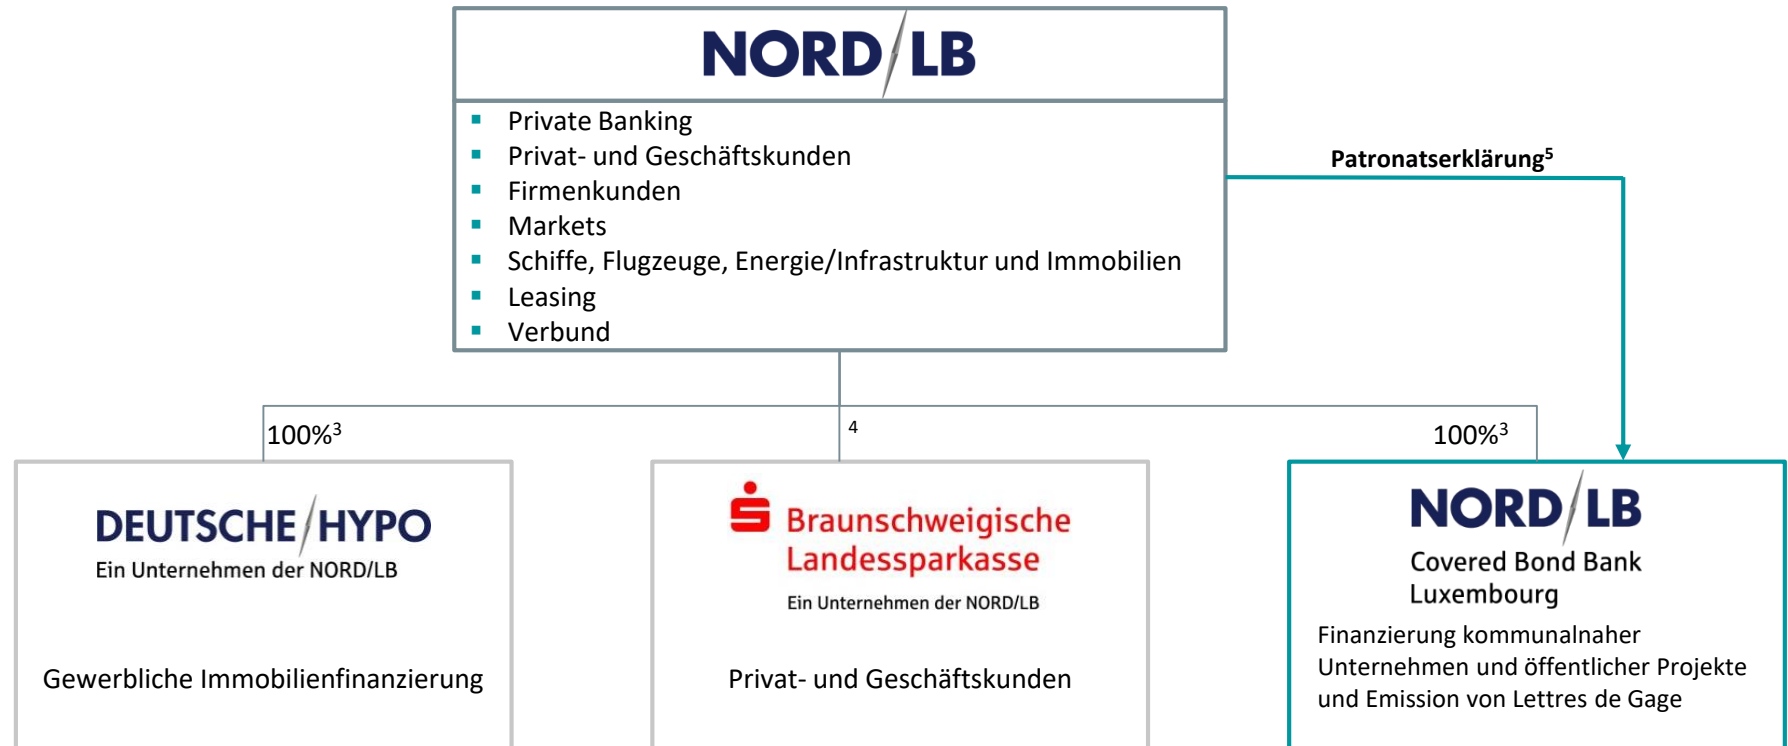 NORD/LB
▪ Private Banking
▪ Privat- und Geschäftskunden
▪ Firmenkunden
▪ Markets
▪ Schiffe, Flugzeuge, Energie/Infrastruktur und Immobilien
▪ Leasing
▪ Verbund
Patronatserklärung⁵
100%³
4
100%³
DEUTSCHE/HYPO
Ein Unternehmen der NORD/LB
Gewerbliche Immobilienfinanzierung
Braunschweigische
Landessparkasse
Ein Unternehmen der NORD/LB
Privat- und Geschäftskunden
NORD/LB
Covered Bond Bank
Luxembourg
Finanzierung kommunalnaher
Unternehmen und öffentlicher Projekte
und Emission von Lettres de Gage